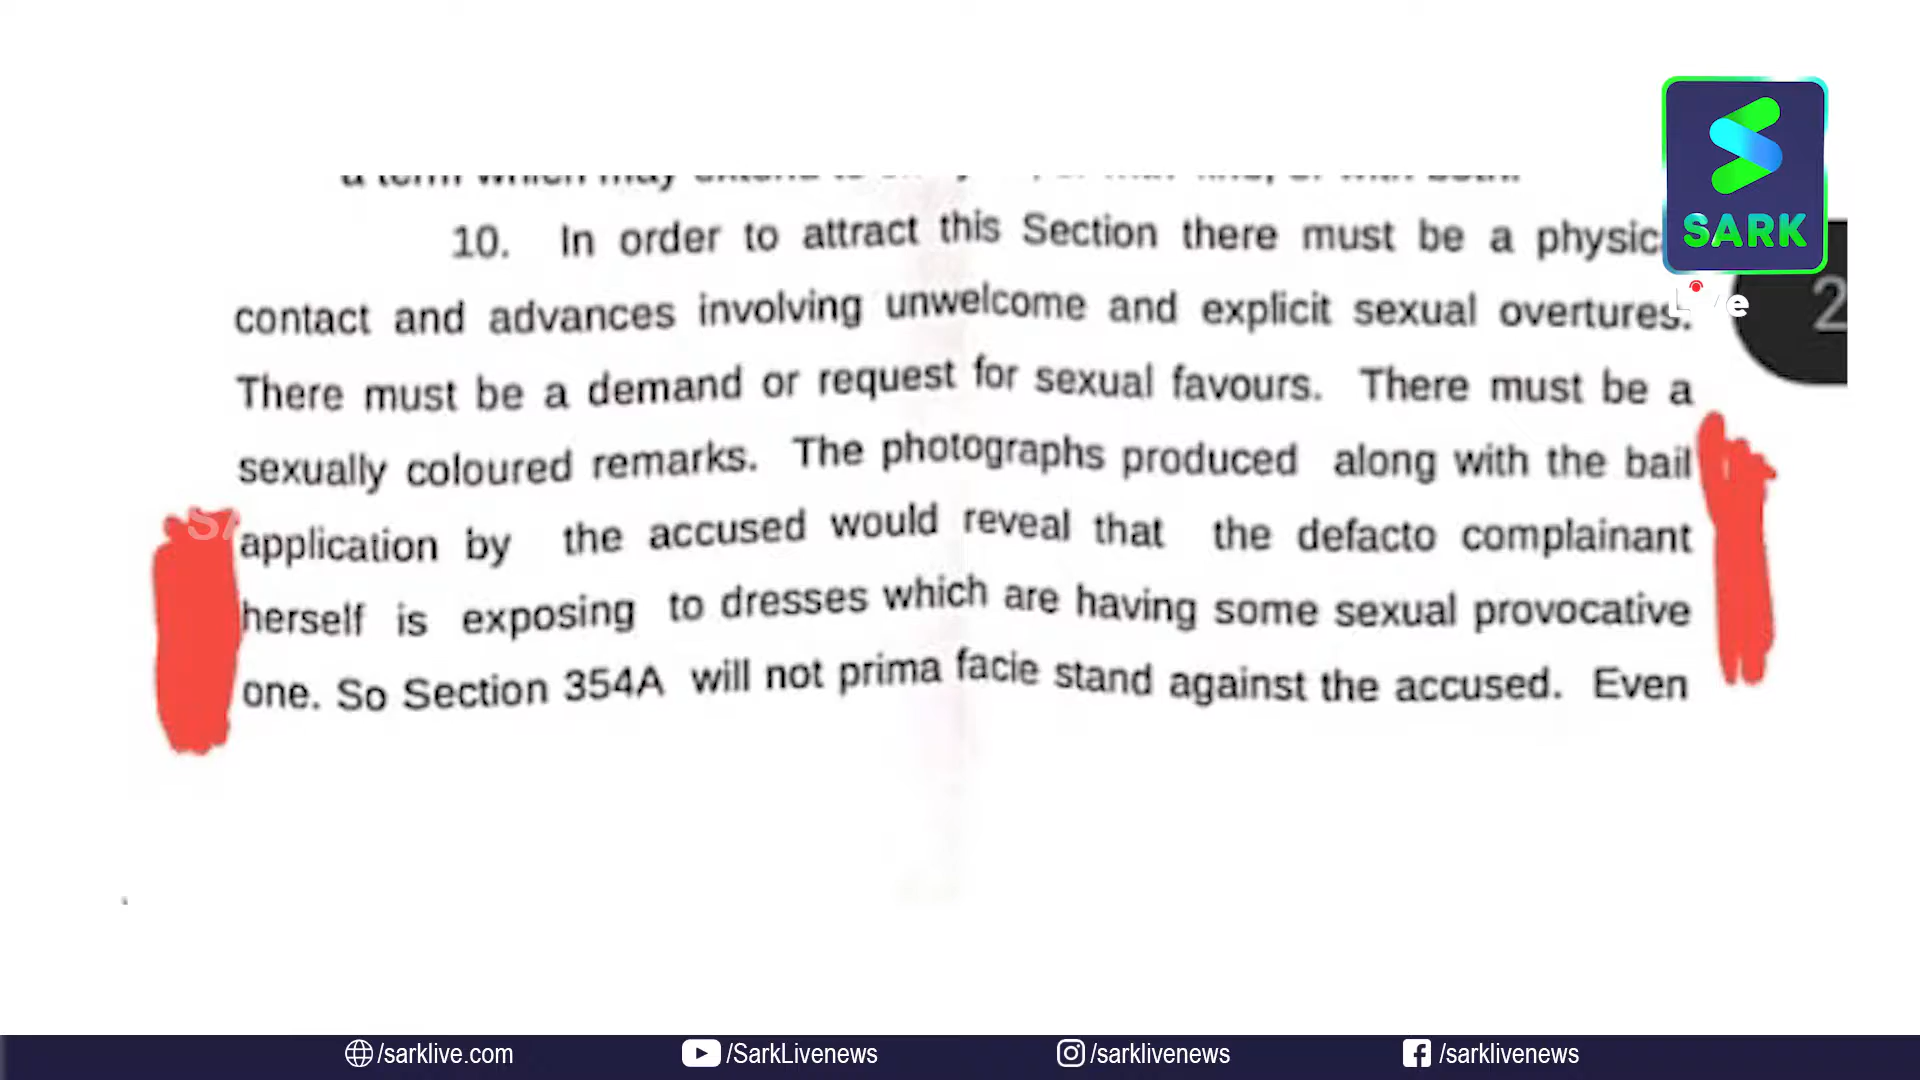 10. In order to attract this Section there must be a
contact and advances involving unwelcome and explicit sexual overtures.
There must be a demand or request for sexual favours. There must be a
sexually coloured remarks. The photographs produced along with the bail
application by the accused would reveal that the defacto complainant
herself is exposing to dresses which are having some sexual provocative
one. So Section 354A will not prima facie stand against the accused. Even
SARK
Live
2
/sarklive.com
/SarkLivenews
/sarklivenews
/sarklivenews